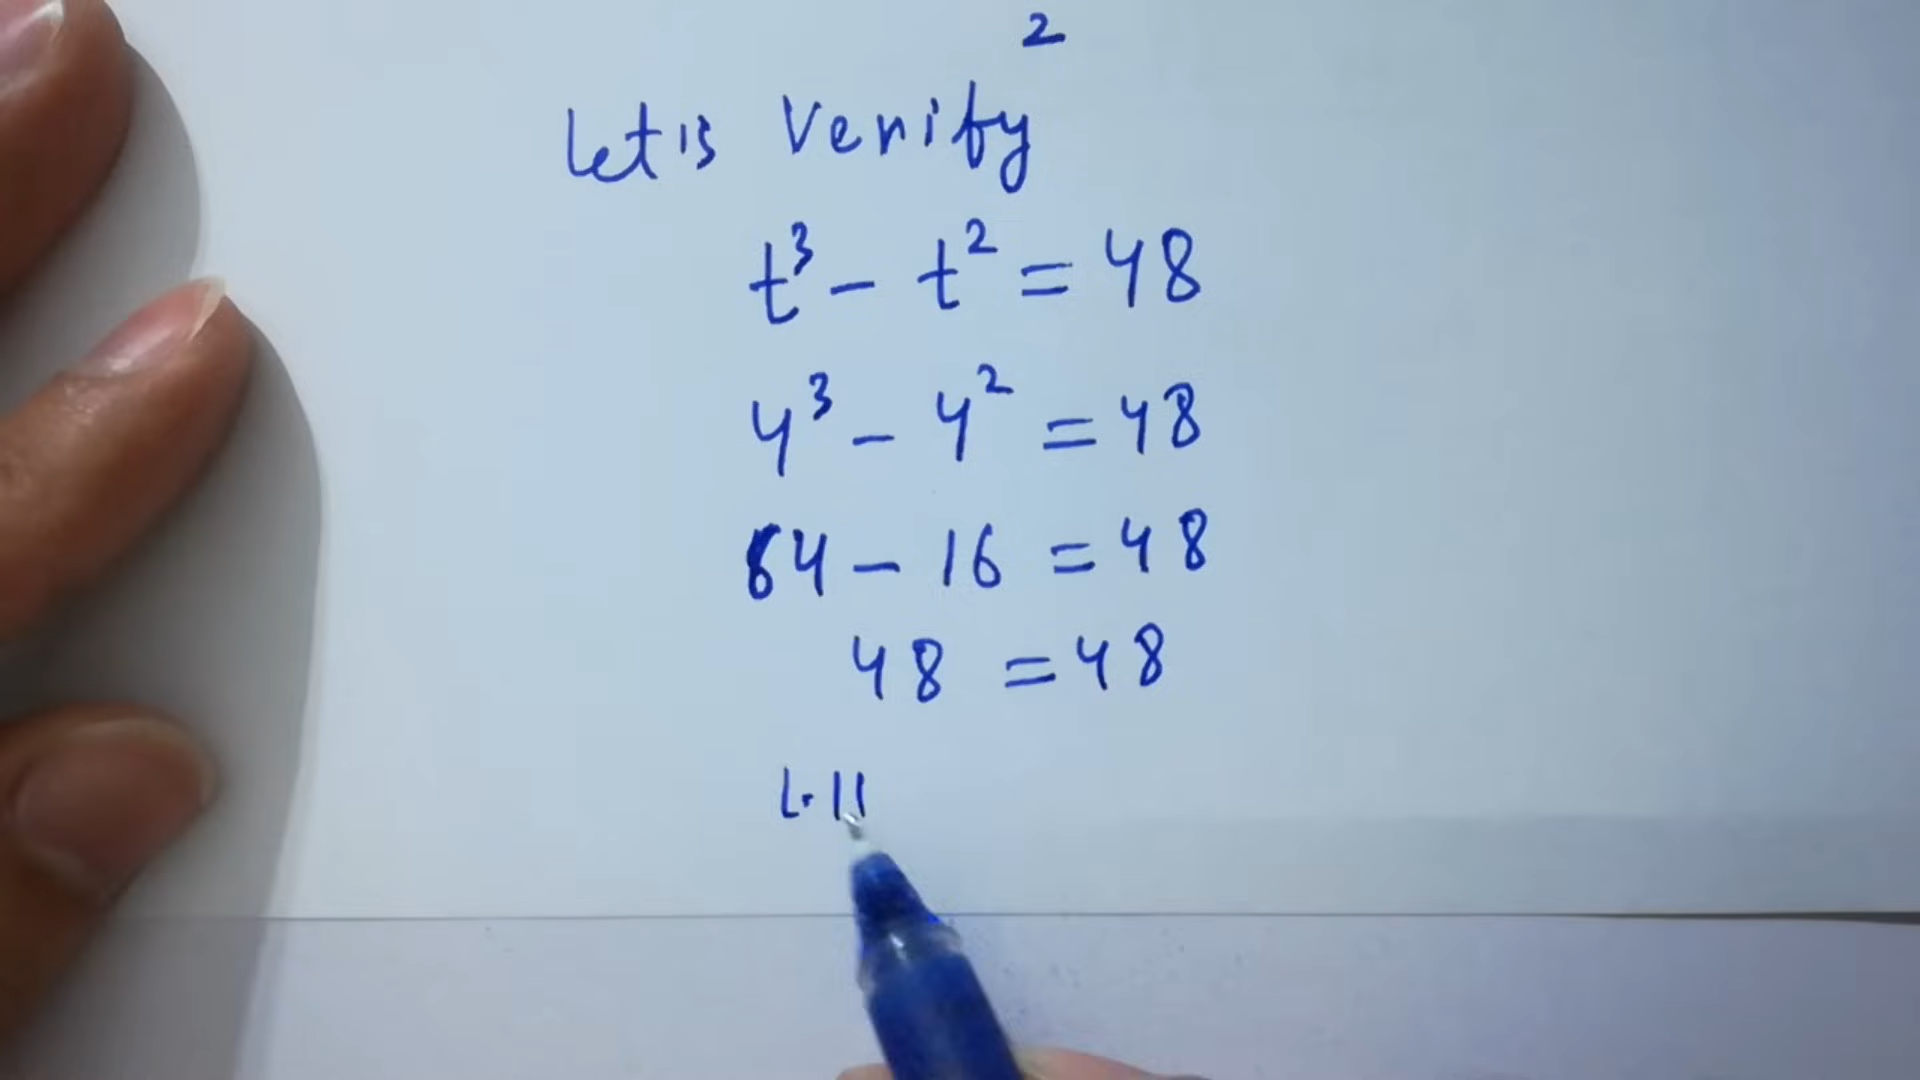 2
Let's Verify
t³ - t² = 48
4³ - 4² = 48
64 - 16 = 48
48 = 48
L.H